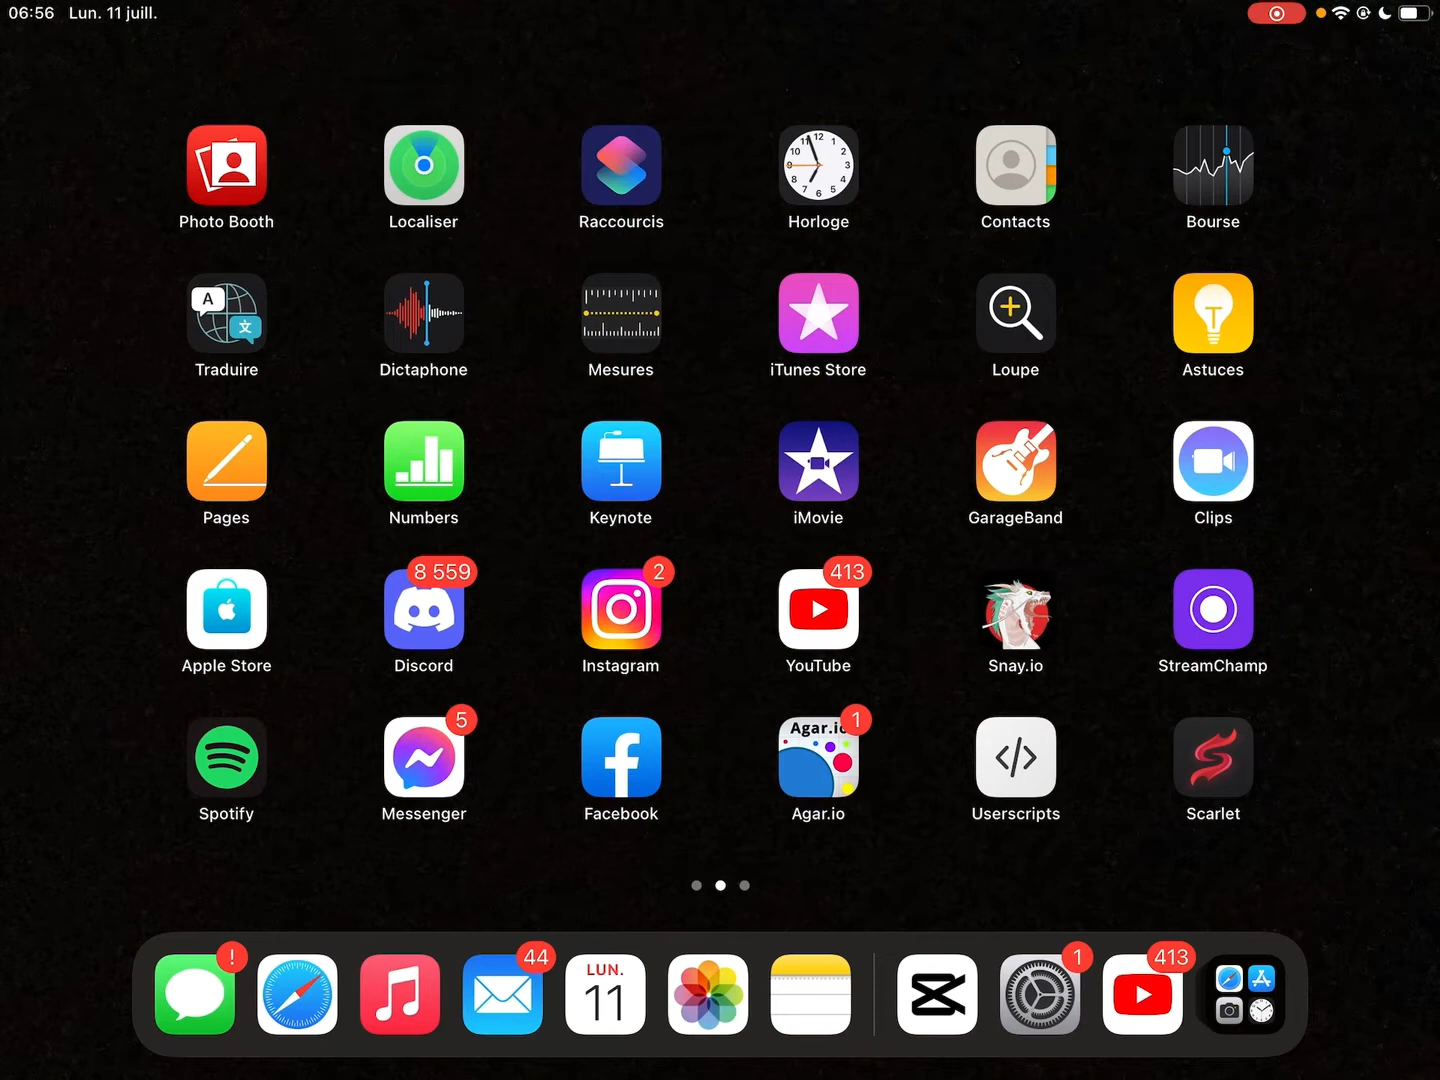 06:56 Lun. 11 juill.
Photo Booth
Localiser
Raccourcis
Horloge
Contacts
Bourse
Traduire
Dictaphone
Mesures
iTunes Store
Loupe
Astuces
Pages
Numbers
Keynote
iMovie
GarageBand
Clips
8 559
2
413
Apple Store
Discord
Instagram
YouTube
Snay.io
StreamChamp
5
Agar.io
1
Spotify
Messenger
Facebook
Agar.io
Userscripts
Scarlet
!
44
LUN.
11
1
413